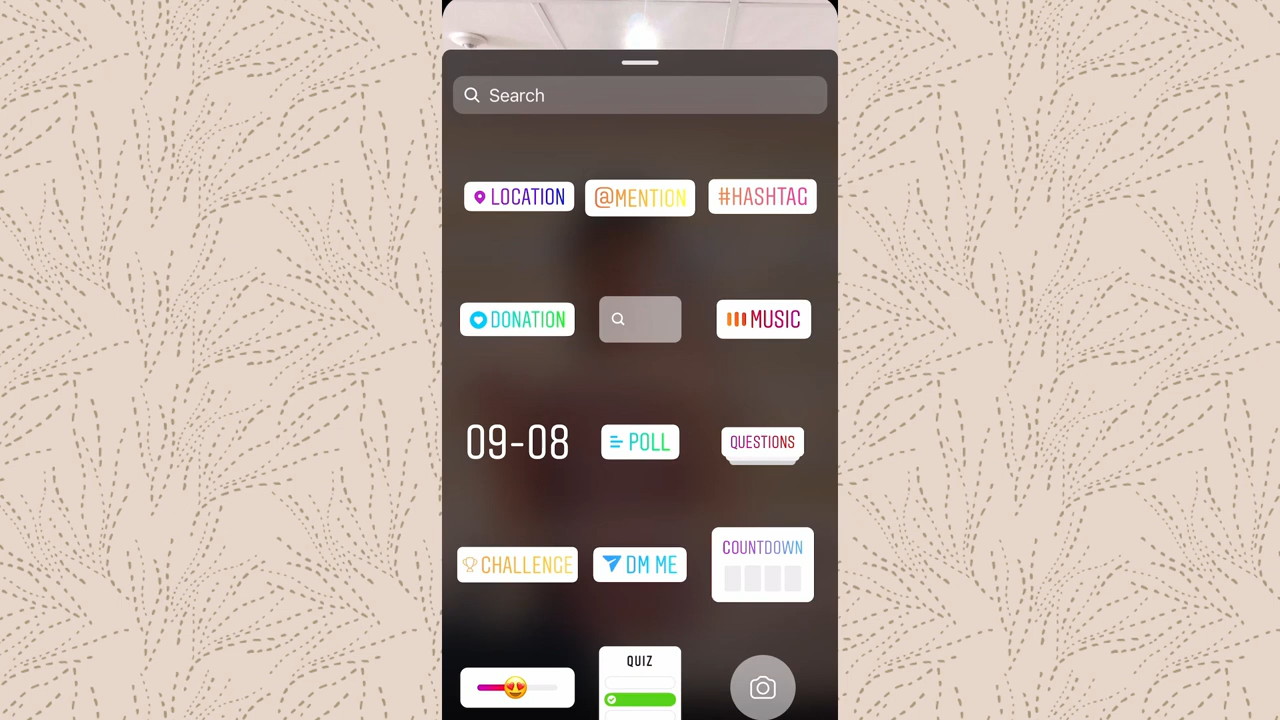 Search
LOCATION
@MENTION
#HASHTAG
DONATION
MUSIC
09-08
POLL
QUESTIONS
CHALLENGE
DM ME
COUNTDOWN
QUIZ